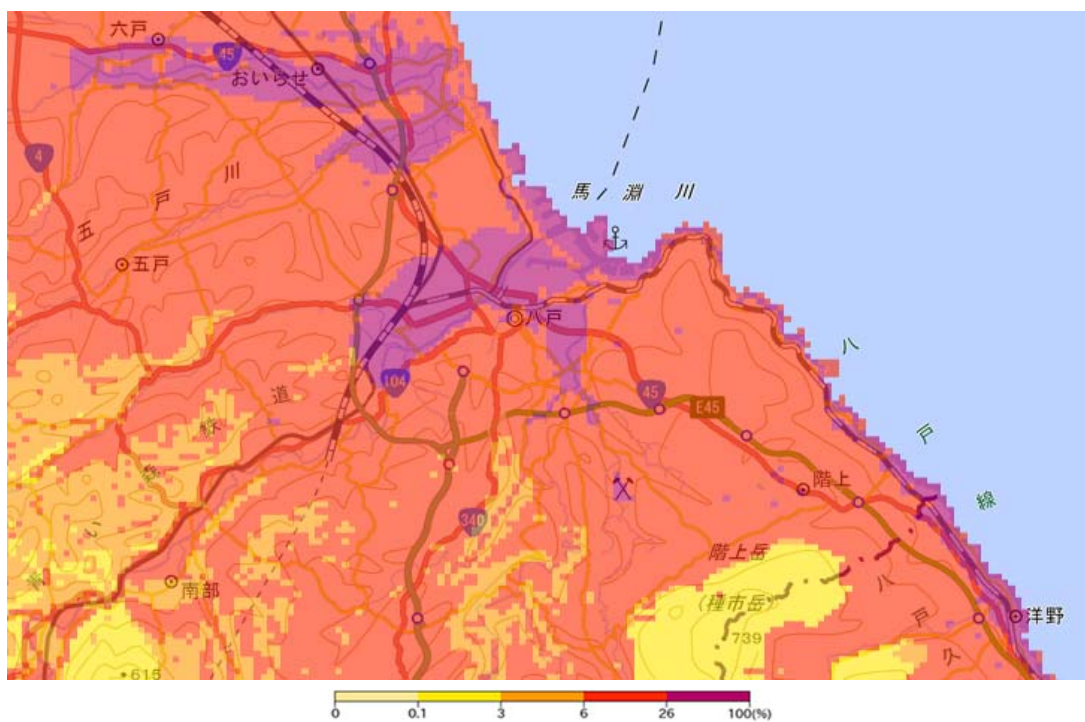 六戸
45
おいらせ
4
馬淵川
五戸川
五戸
八戸
104
道
鉄
45
E45
八戸線
階上
340
階上岳
(種市岳)
南部
739
八戸
久
洋野
615
0
0.1
3
6
26
100(%)